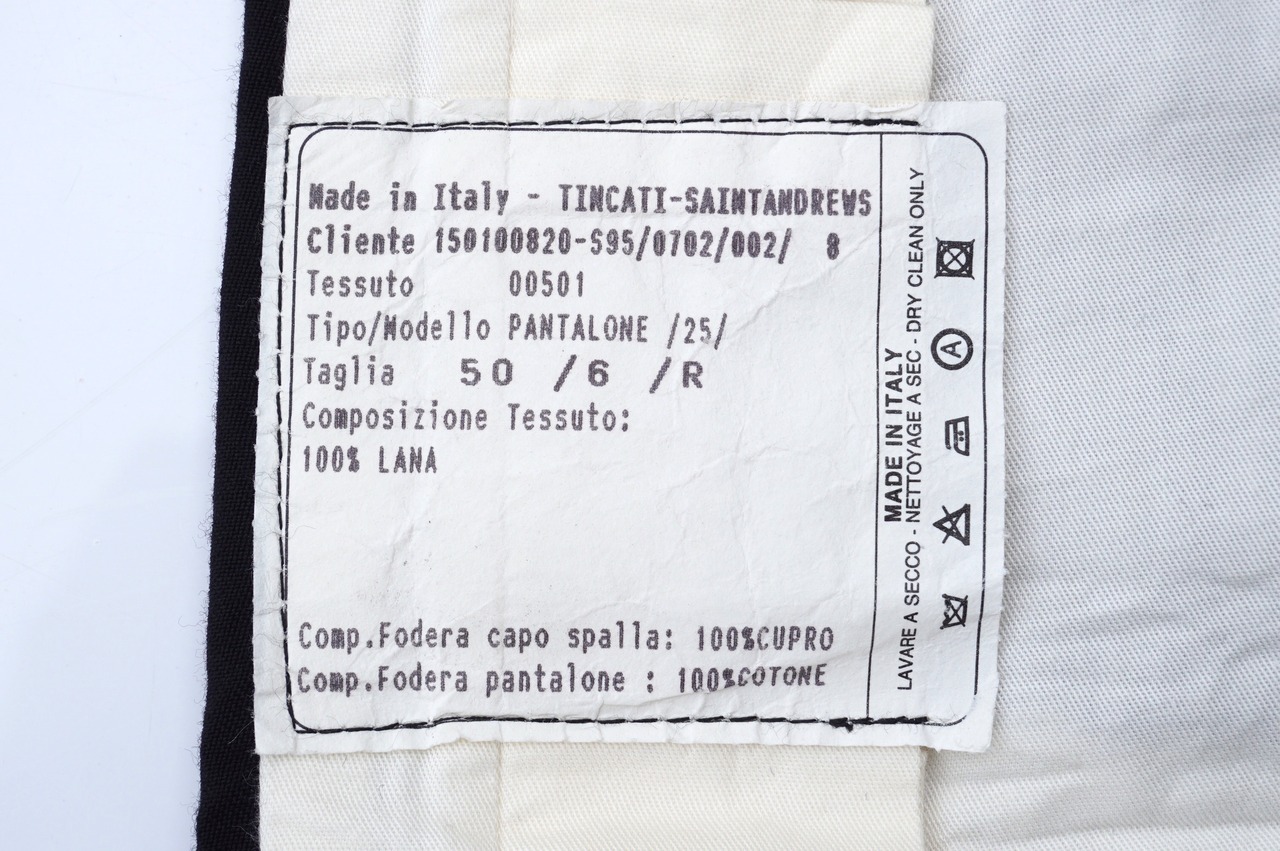 Made in Italy - TINCATI-SAINTANDREWS
Cliente 150100820-S95/0702/002/ 8
Tessuto 00501
Tipo/Modello PANTALONE /25/
Taglia 50 /6 /R
Composizione Tessuto:
100% LANA
Comp.Fodera capo spalla: 100%CUPRO
Comp.Fodera pantalone : 100%COTONE
MADE IN ITALY
LAVARE A SECCO - NETTOYAGE A SEC - DRY CLEAN ONLY
A